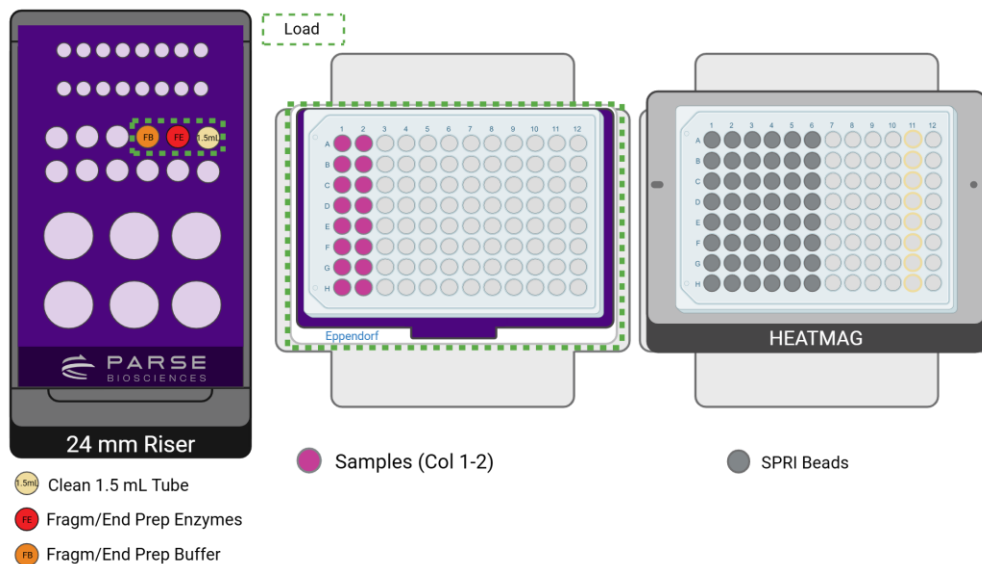 Load
FB FE 1.5mL
PARSE
BIOSCIENCES
24 mm Riser
1.5mL Clean 1.5 mL Tube
FE Fragm/End Prep Enzymes
FB Fragm/End Prep Buffer
1 2 3 4 5 6 7 8 9 10 11 12
A
B
C
D
E
F
G
H
Eppendorf
Samples (Col 1-2)
1 2 3 4 5 6 7 8 9 10 11 12
A
B
C
D
E
F
G
H
HEATMAG
SPRI Beads